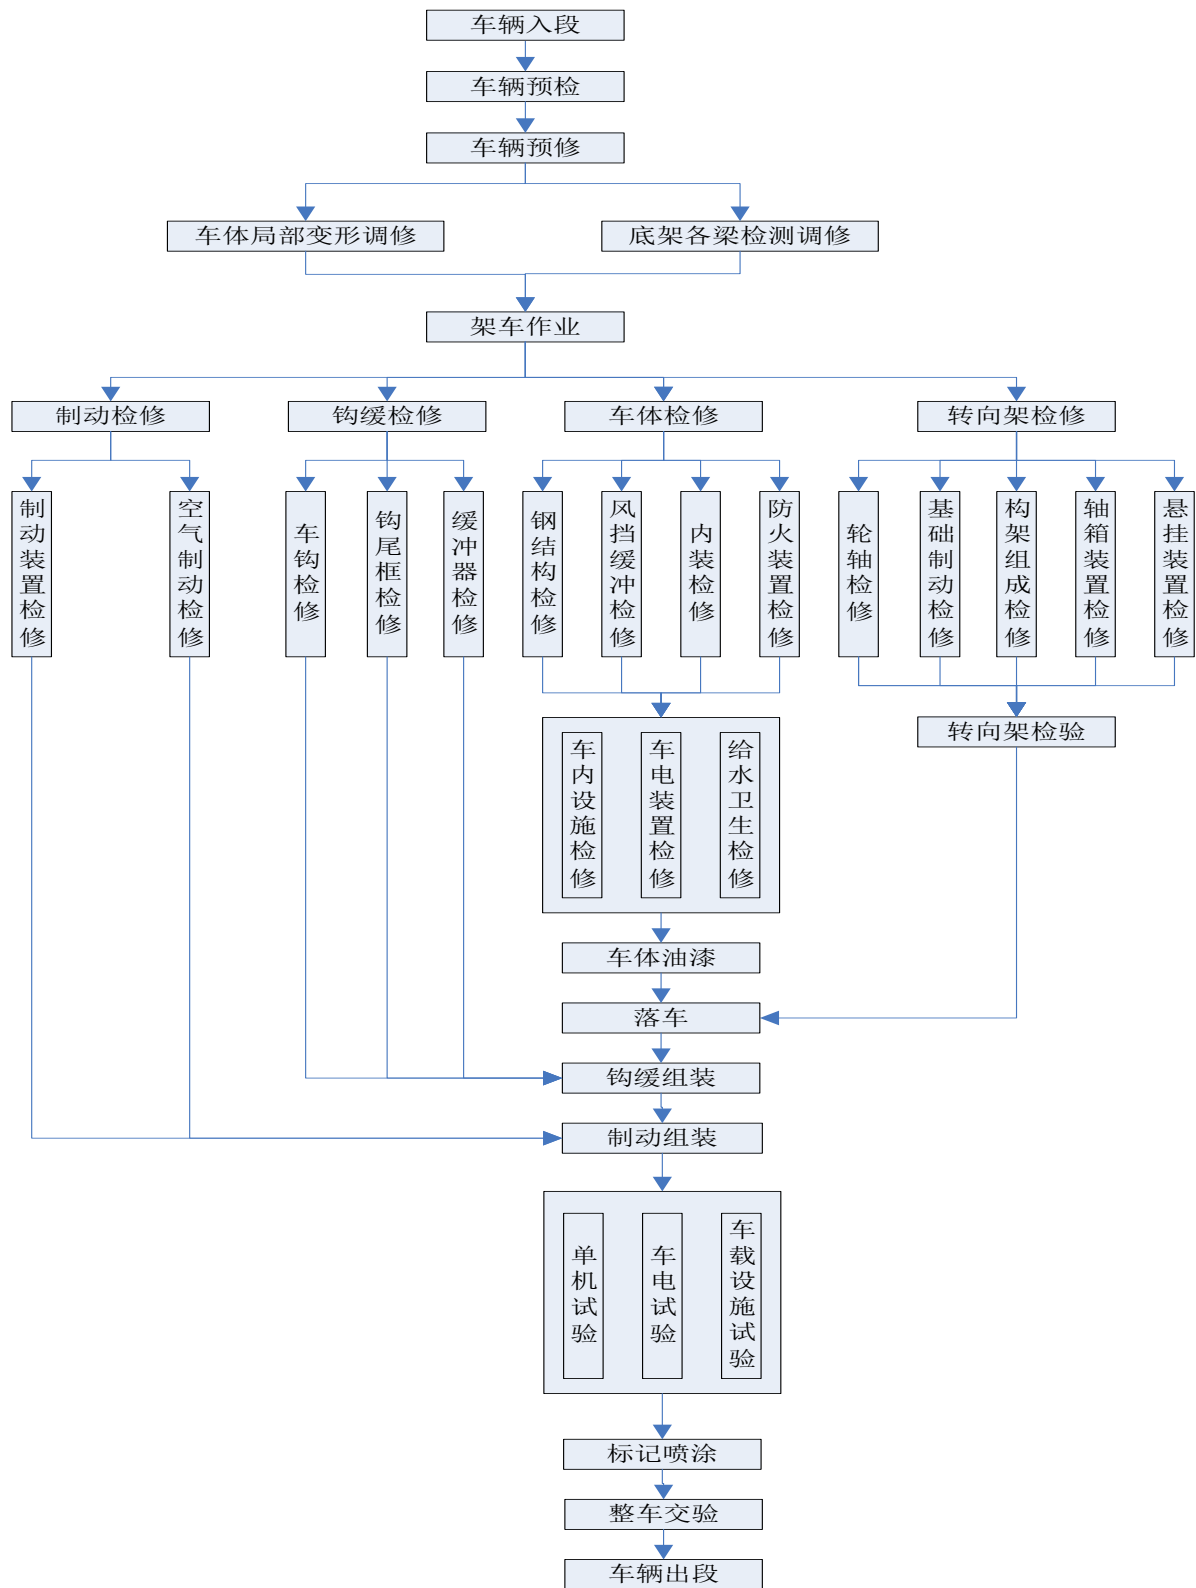 车辆入段
车辆预检
车辆预修
车体局部变形调修
底架各梁检测调修
架车作业
制动检修
钩缓检修
车体检修
转向架检修
制动装置检修
空气制动检修
车钩检修
钩尾框检修
缓冲器检修
钢结构检修
风挡缓冲检修
内装检修
防火装置检修
轮轴检修
基础制动检修
构架组成检修
轴箱装置检修
悬挂装置检修
转向架检验
车内设施检修
车电装置检修
给水卫生检修
车体油漆
落车
钩缓组装
制动组装
单机试验
车电试验
车载设施试验
标记喷涂
整车交验
车辆出段